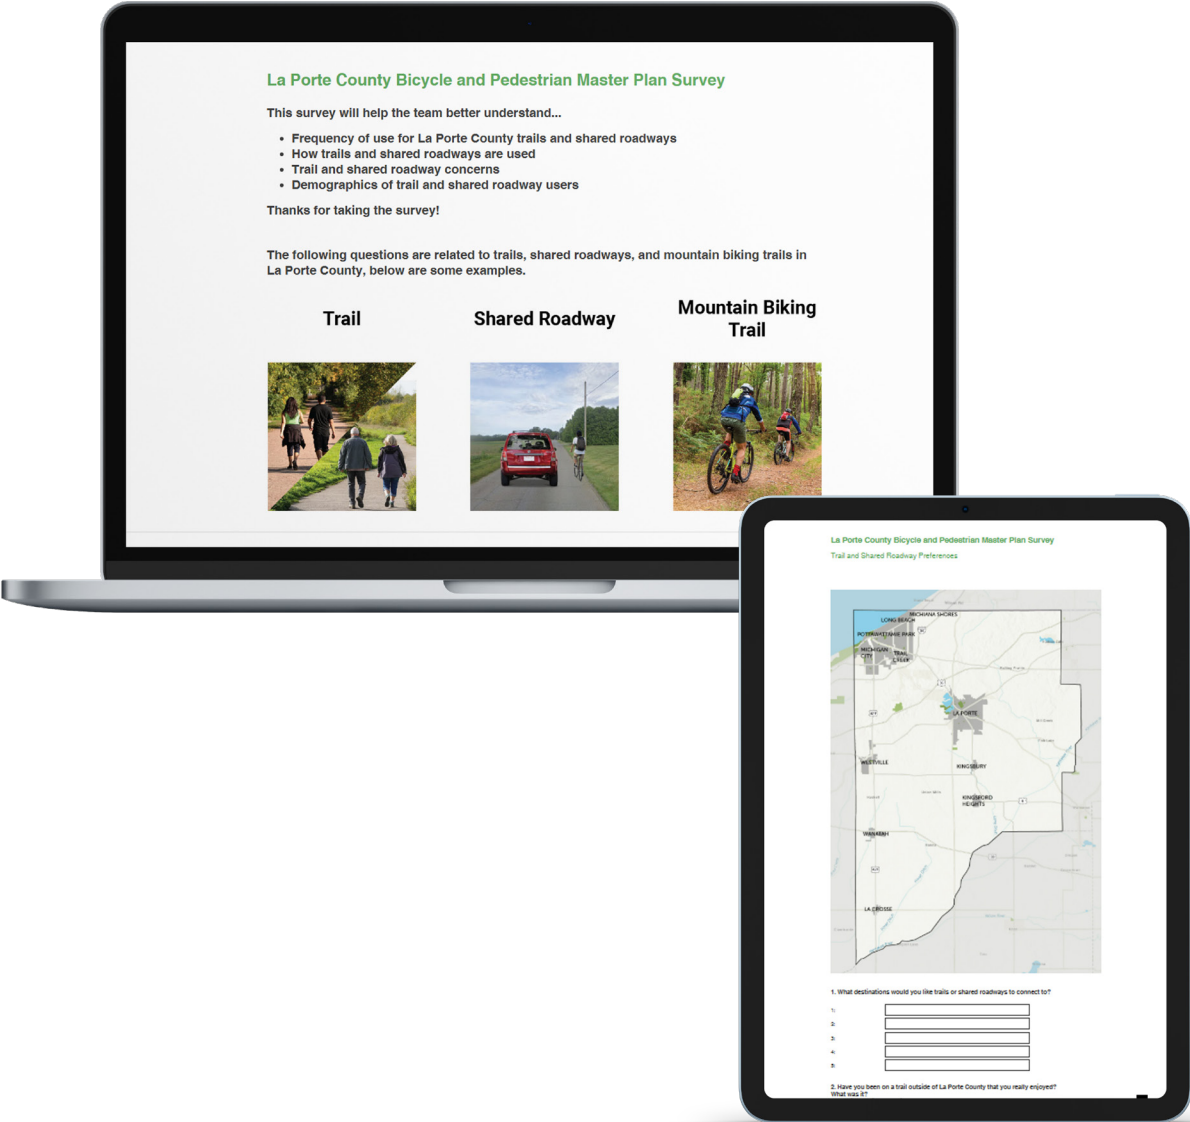 La Porte County Bicycle and Pedestrian Master Plan Survey
This survey will help the team better understand...
• Frequency of use for La Porte County trails and shared roadways
• How trails and shared roadways are used
• Trail and shared roadway concerns
• Demographics of trail and shared roadway users
Thanks for taking the survey!
The following questions are related to trails, shared roadways, and mountain biking trails in
La Porte County, below are some examples.
Trail
Shared Roadway
Mountain Biking
Trail
La Porte County Bicycle and Pedestrian Master Plan Survey
Trail and Shared Roadway Preferences
MICHIANA SHORES
LONG BEACH
POTTAWATTAMIE PARK
MICHIGAN
CITY
TRAIL
CREEK
LA PORTE
WESTVILLE
KINGSBURY
KINGSFORD
HEIGHTS
WANATAH
LA CROSSE
1. What destinations would you like trails or shared roadways to connect to?
1:
2:
3:
4:
5:
2. Have you been on a trail outside of La Porte County that you really enjoyed?
What was it?